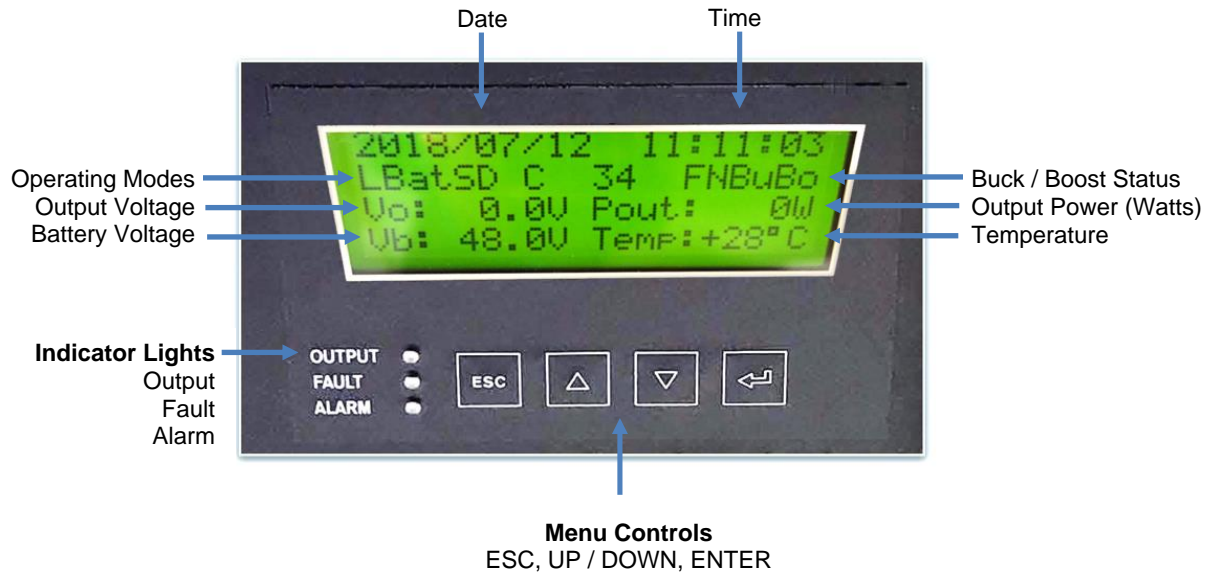 Date
Time
2018/07/12 11:11:03
Operating Modes
LBatSD C 34 FNBuBo
Buck / Boost Status
Output Voltage
Vo: 0.0V Pout: 0W
Output Power (Watts)
Battery Voltage
Vb: 48.0V Temp:+28°C
Temperature
Indicator Lights
Output
Fault
Alarm
OUTPUT
FAULT
ALARM
ESC
Menu Controls
ESC, UP / DOWN, ENTER